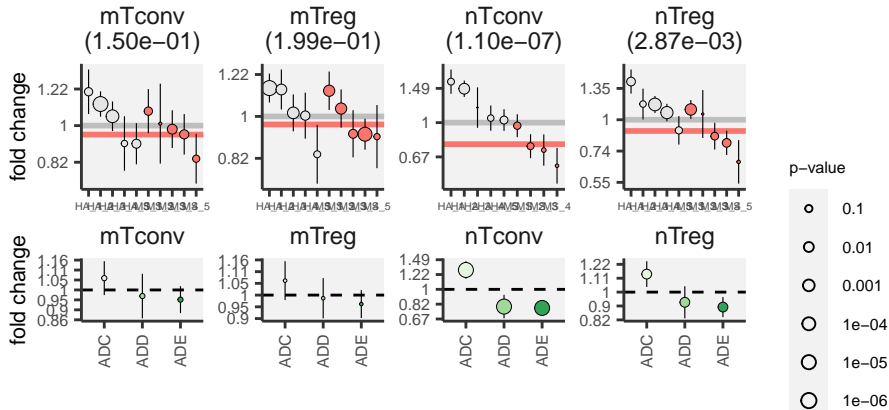 mTconv
(1.50e-01)
mTreg
(1.99e-01)
nTconv
(1.10e-07)
nTreg
(2.87e-03)
fold change
1.22
1
0.82
1.22
1
0.82
1.49
1
0.67
1.35
1
0.74
0.55
mTconv
mTreg
nTconv
nTreg
fold change
1.16
1.11
1.05
1
0.95
0.9
0.86
1.16
1.11
1.05
1
0.95
0.9
1.49
1.22
1
0.82
0.67
1.22
1.11
1
0.9
0.82
ADC
ADD
ADE
ADC
ADD
ADE
ADC
ADD
ADE
ADC
ADD
ADE
p-value
0.1
0.01
0.001
1e-04
1e-05
1e-06